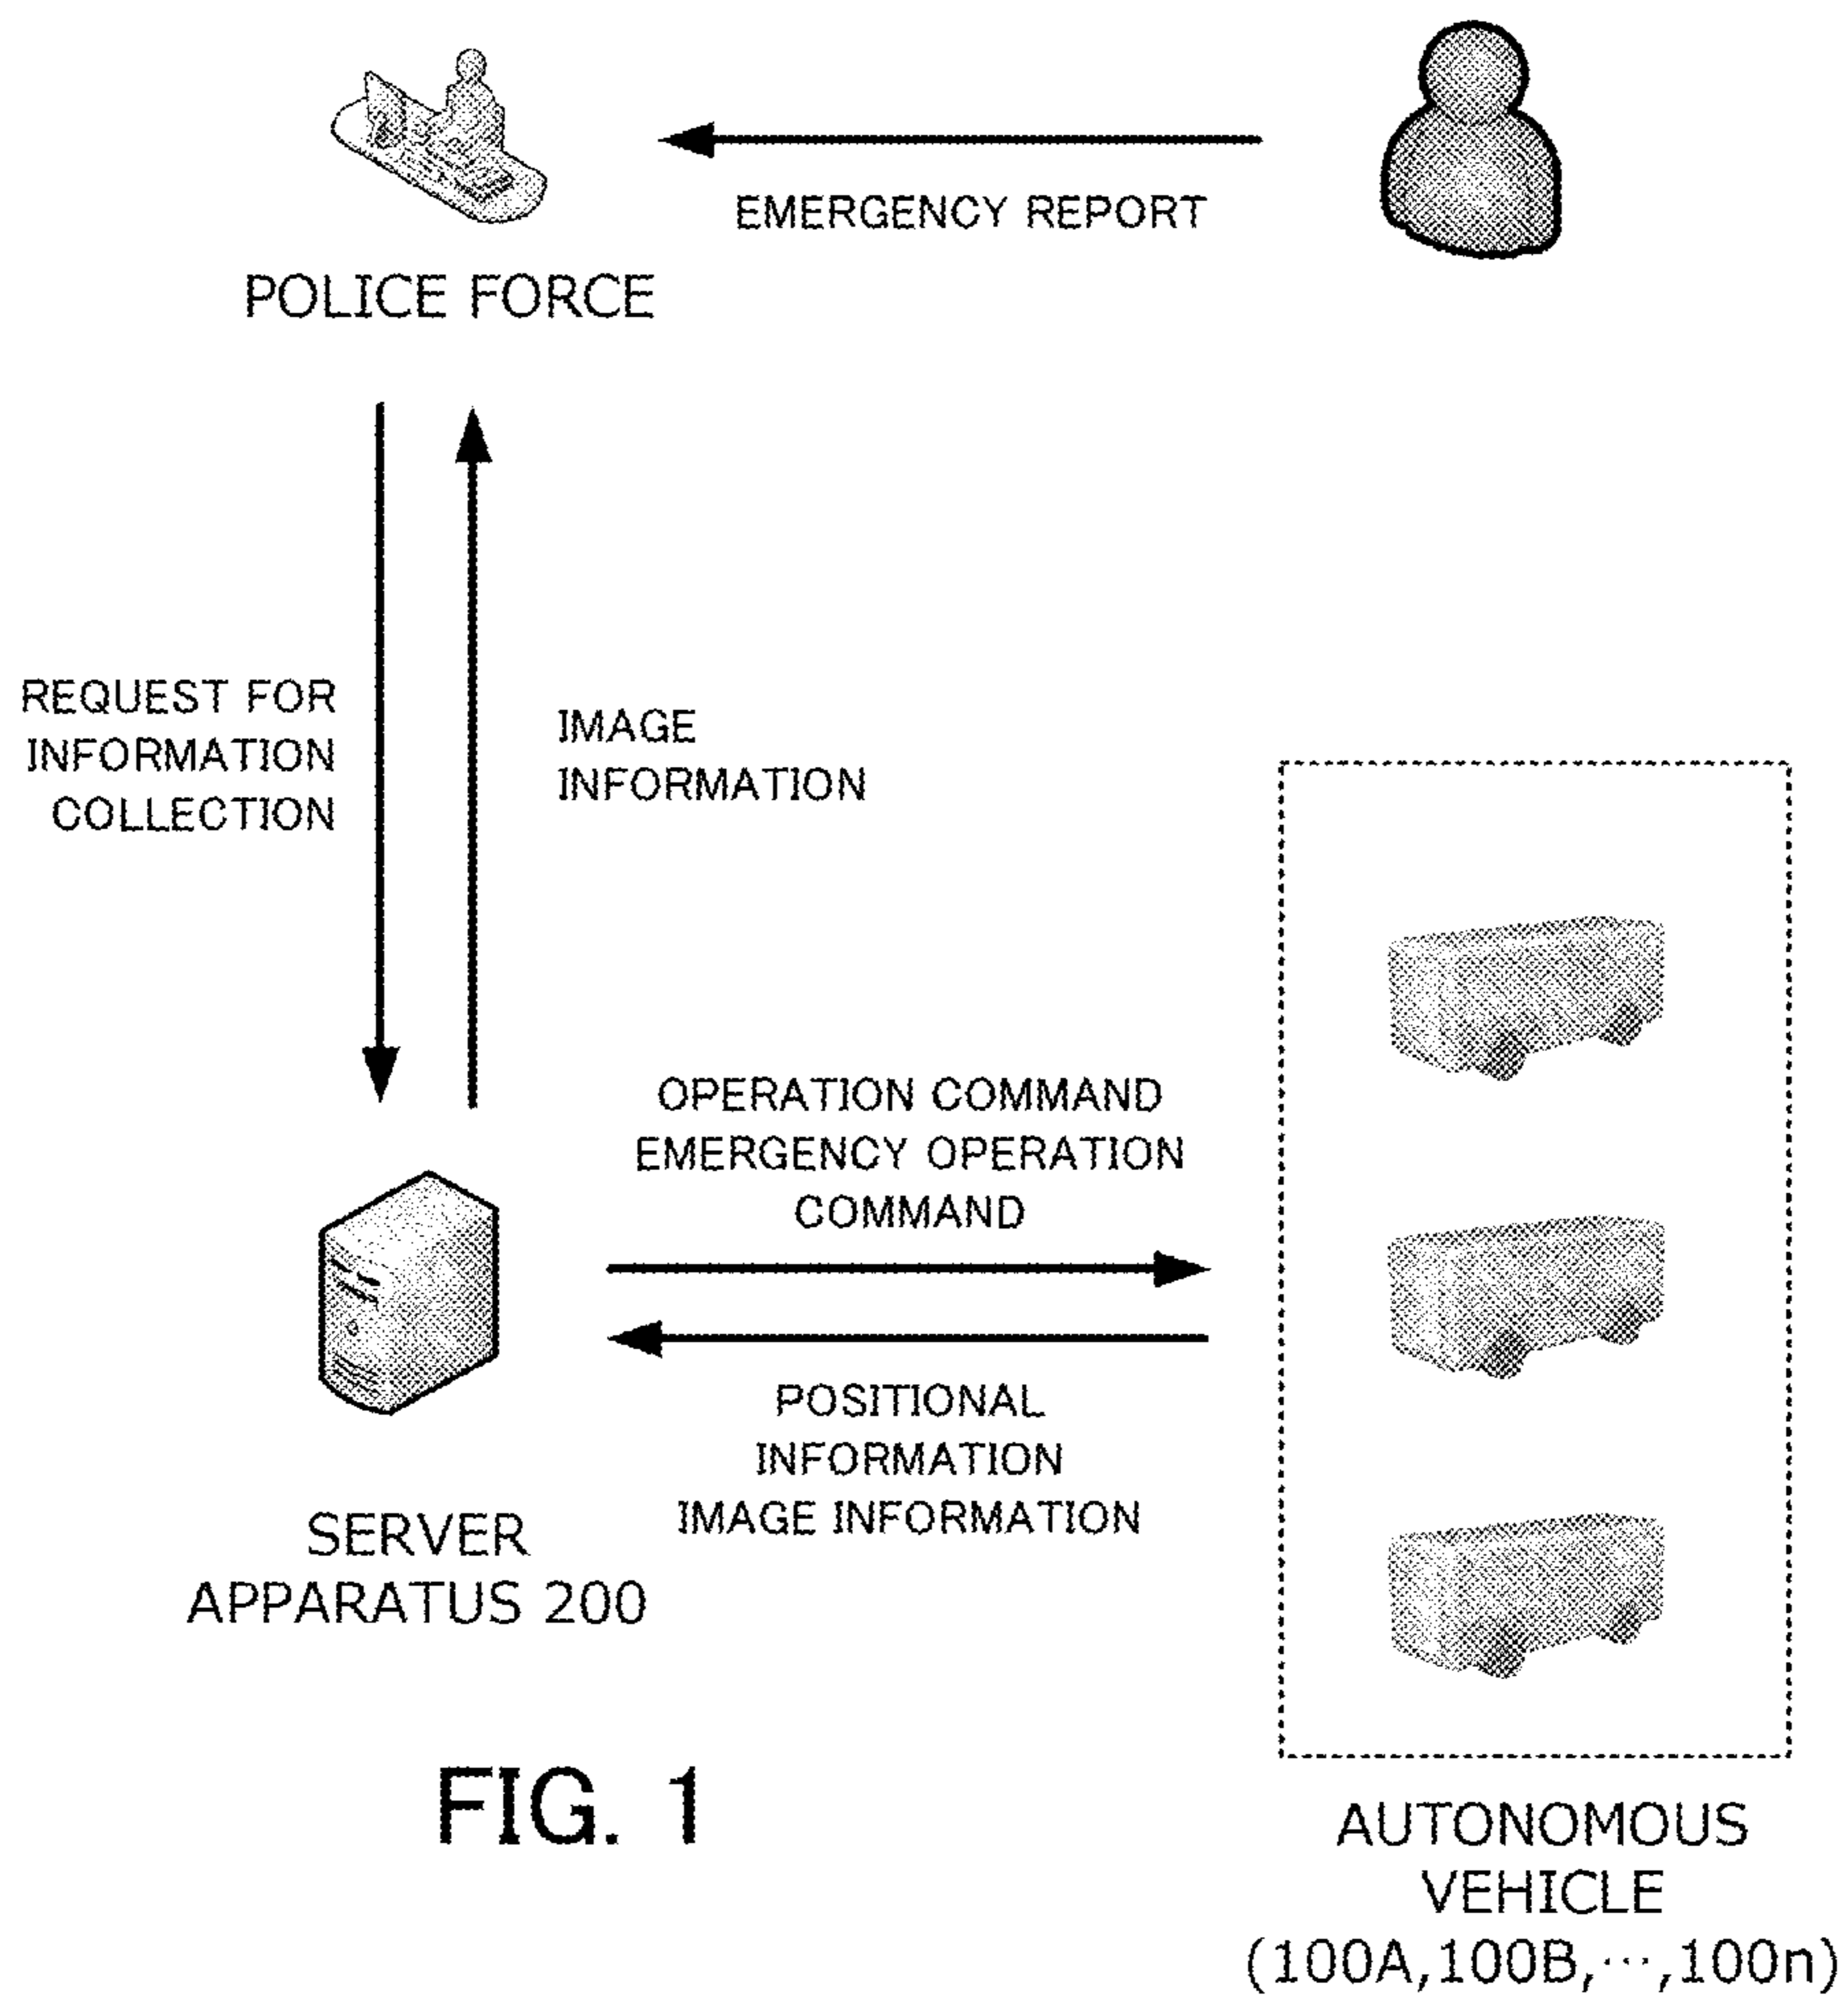 EMERGENCY REPORT
POLICE FORCE
REQUEST FOR
INFORMATION
COLLECTION
IMAGE
INFORMATION
OPERATION COMMAND
EMERGENCY OPERATION
COMMAND
POSITIONAL
INFORMATION
IMAGE INFORMATION
SERVER
APPARATUS 200
AUTONOMOUS
VEHICLE
(100A,100B,⋯,100n)
FIG. 1